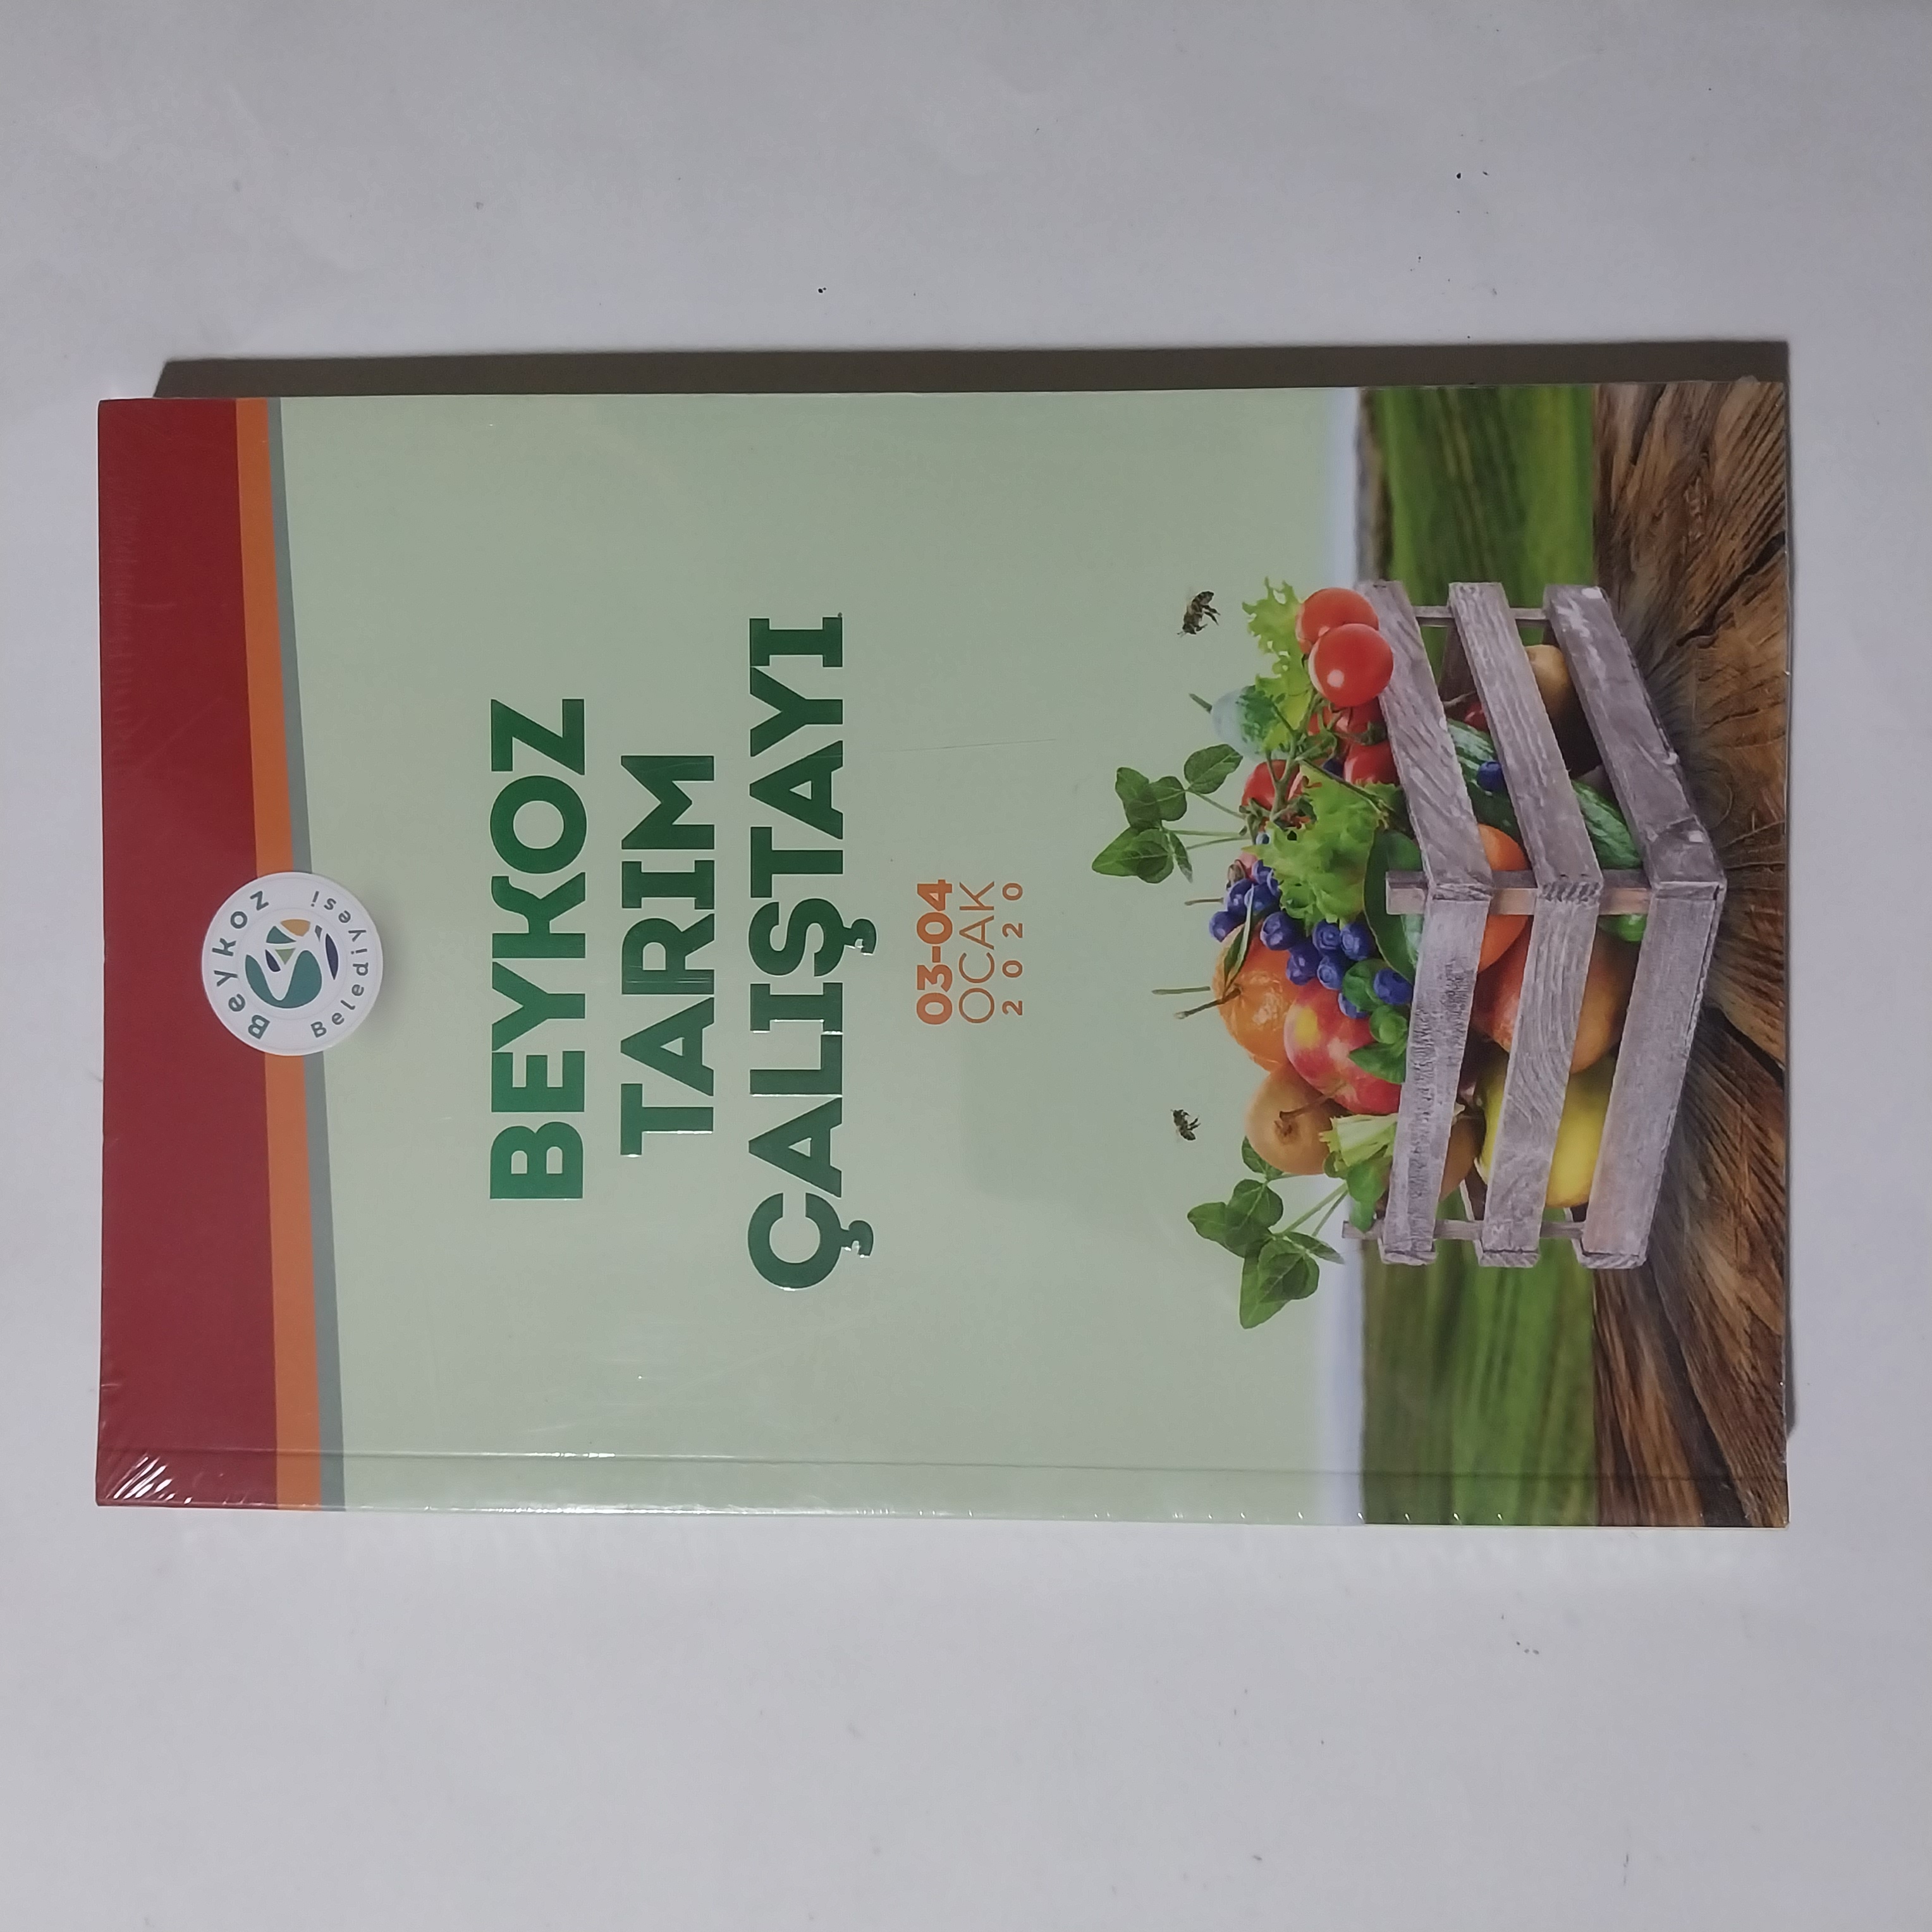 Beykoz
Belediyesi
BEYKOZ
TARIM
ÇALIŞTAYI
03-04
OCAK
2020